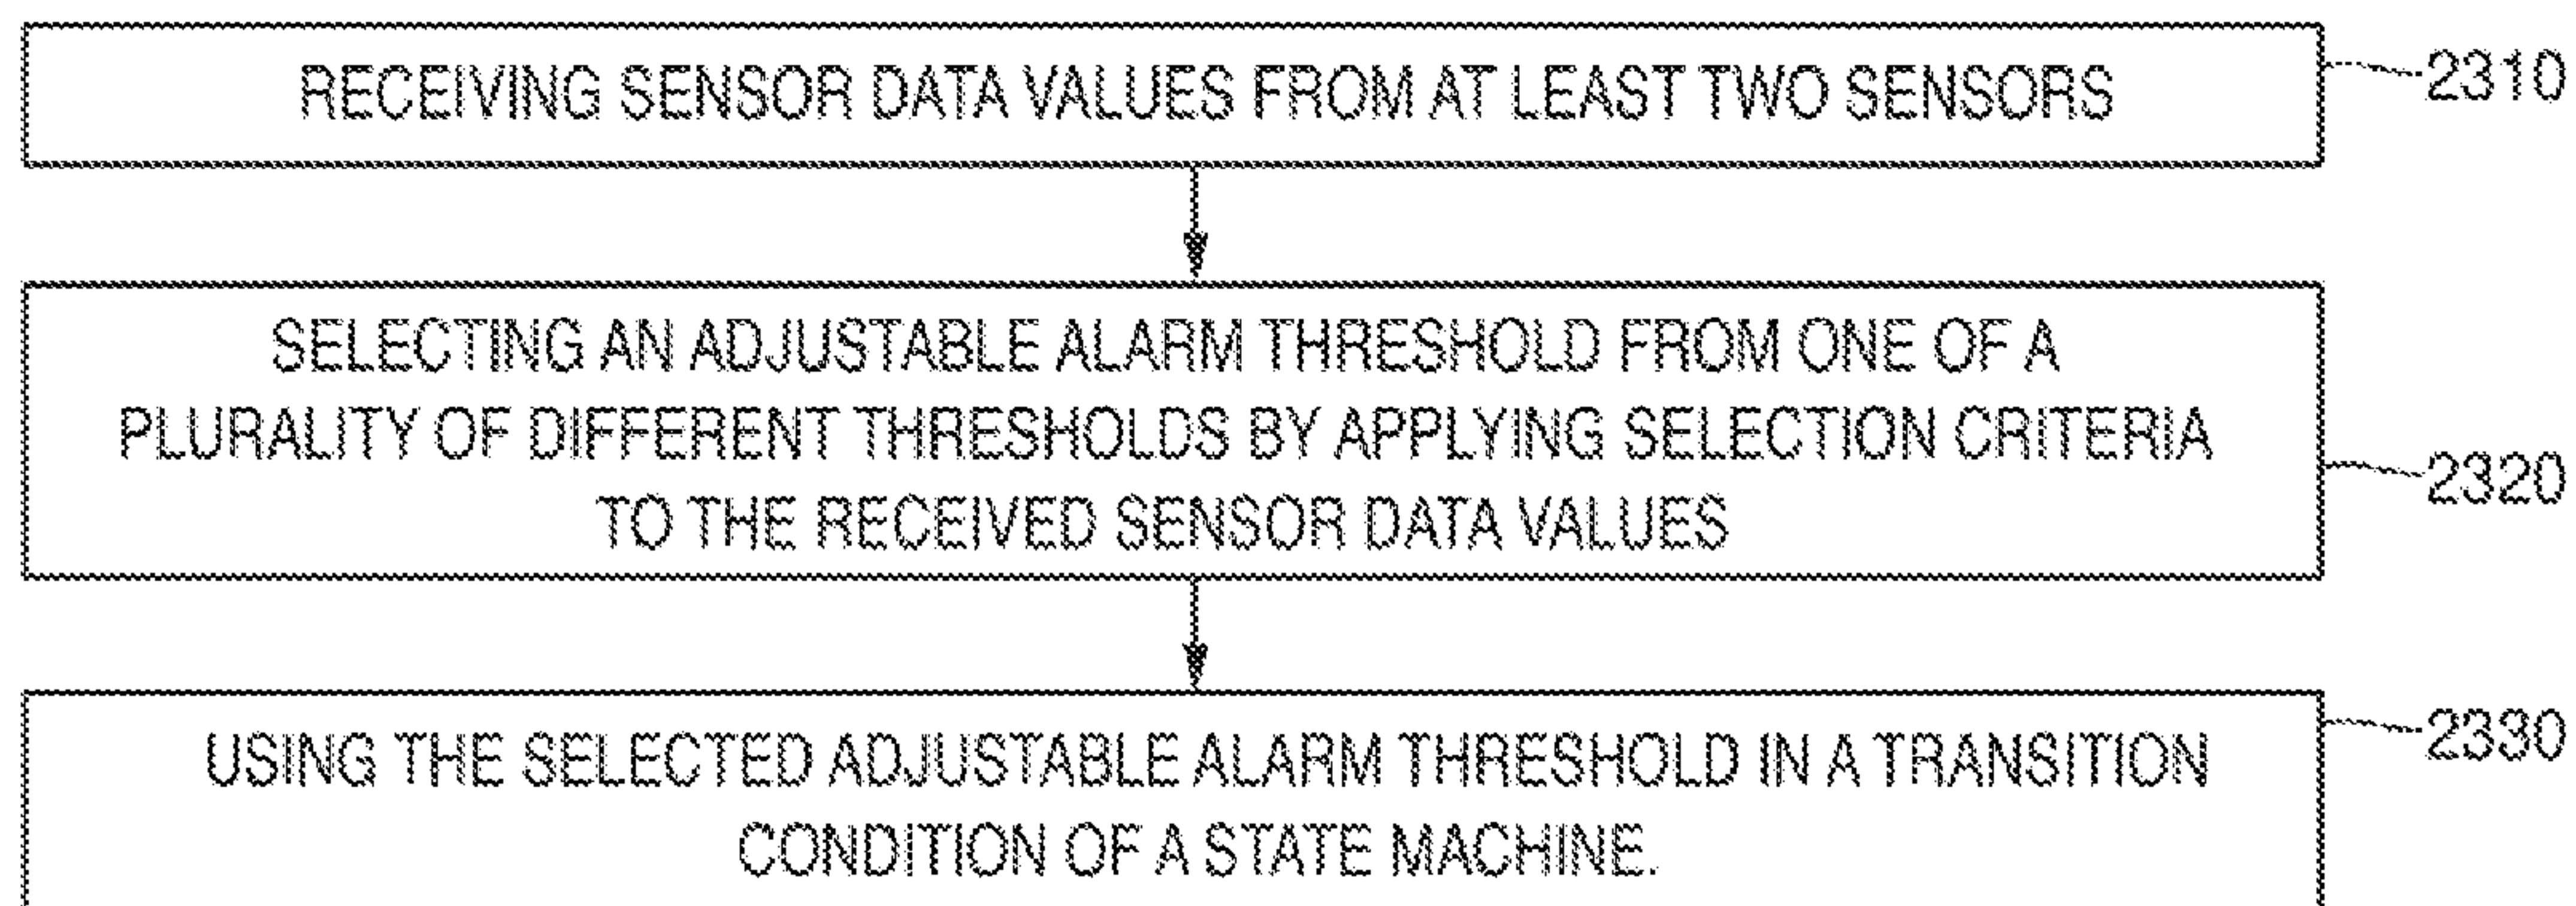 RECEIVING SENSOR DATA VALUES FROM AT LEAST TWO SENSORS
2310
SELECTING AN ADJUSTABLE ALARM THRESHOLD FROM ONE OF A
PLURALITY OF DIFFERENT THRESHOLDS BY APPLYING SELECTION CRITERIA
TO THE RECEIVED SENSOR DATA VALUES
2320
USING THE SELECTED ADJUSTABLE ALARM THRESHOLD IN A TRANSITION
CONDITION OF A STATE MACHINE.
2330